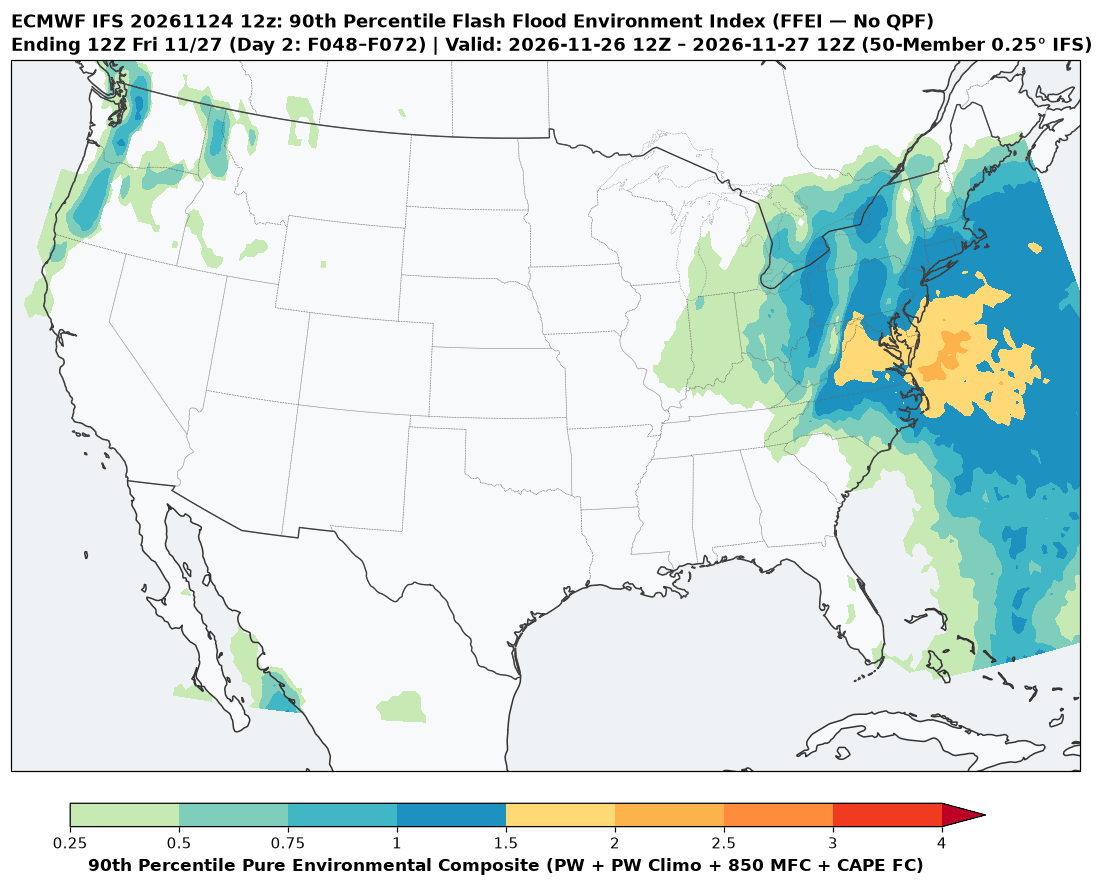 ECMWF IFS 20261124 12z: 90th Percentile Flash Flood Environment Index (FFEI — No QPF)
Ending 12Z Fri 11/27 (Day 2: F048–F072) | Valid: 2026-11-26 12Z – 2026-11-27 12Z (50-Member 0.25° IFS)
0.25 0.5 0.75 1 1.5 2 2.5 3 4
90th Percentile Pure Environmental Composite (PW + PW Climo + 850 MFC + CAPE FC)